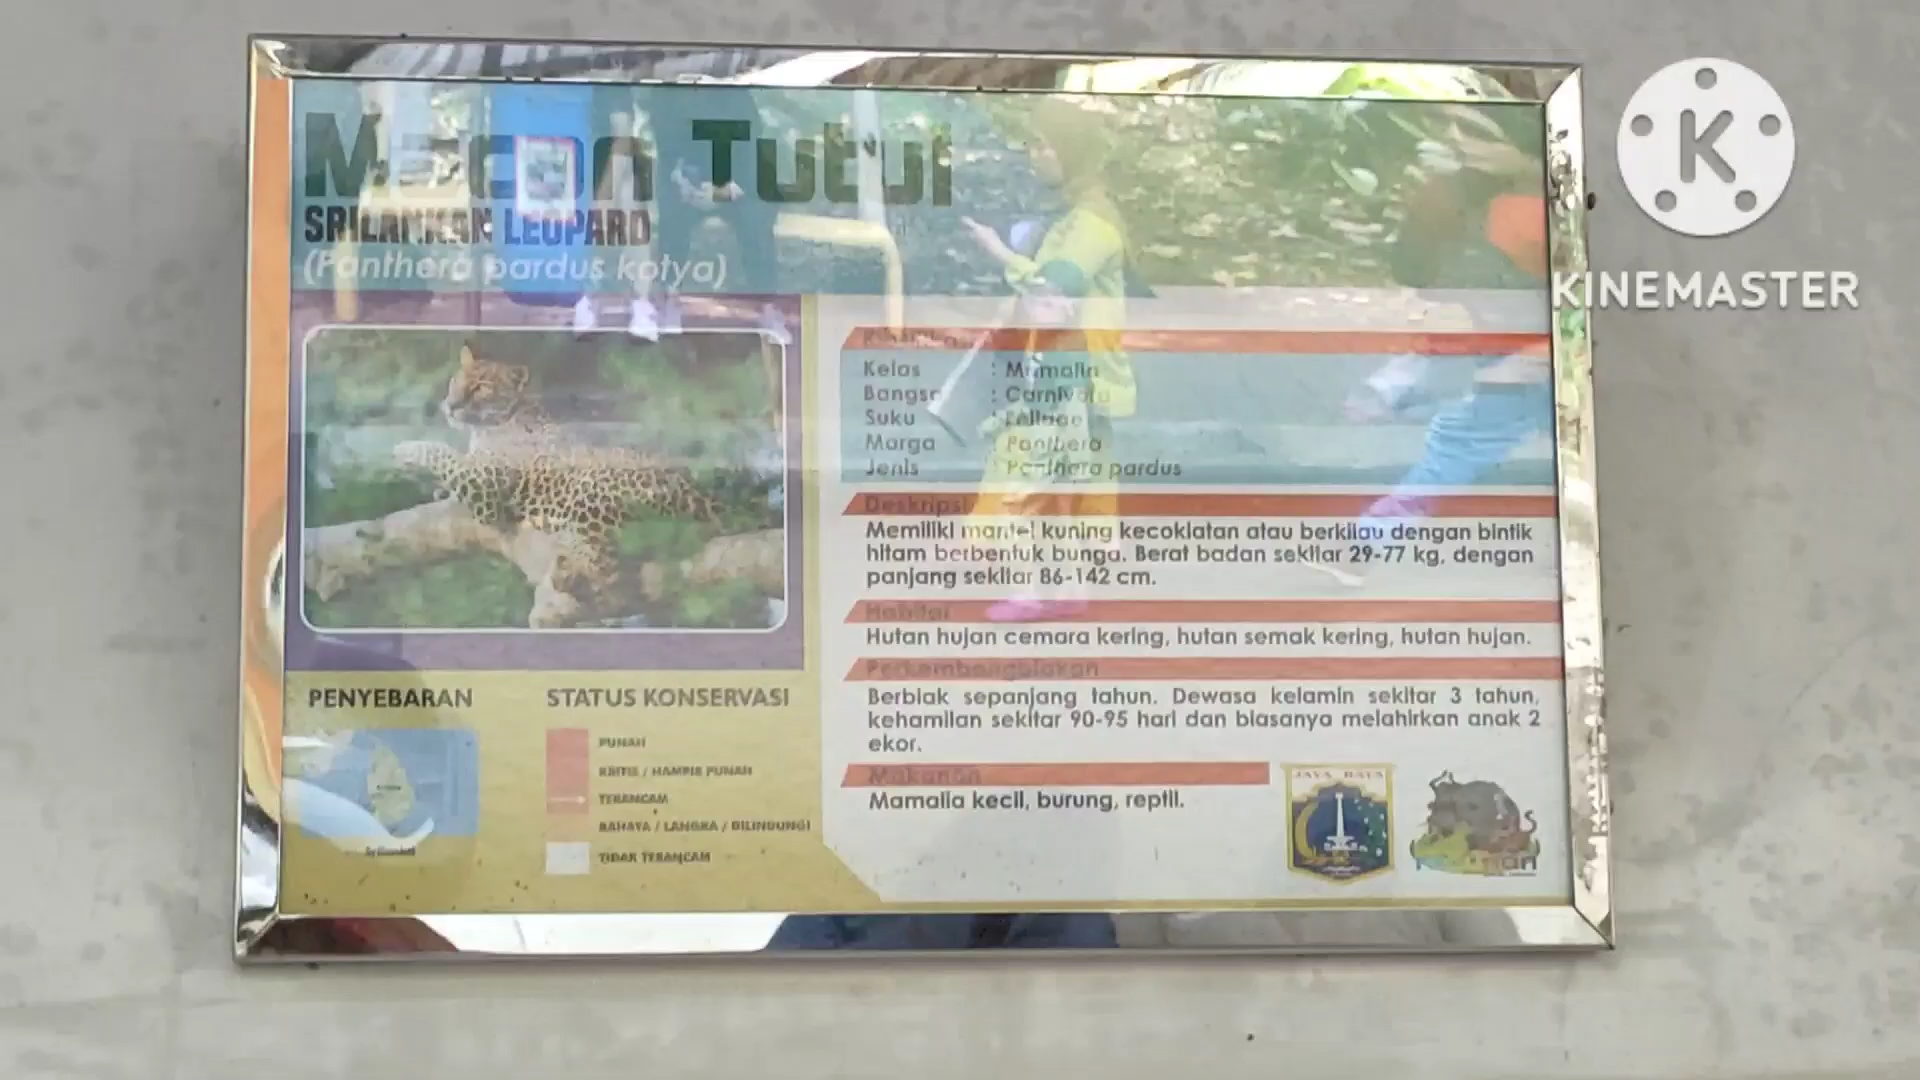 Macan Tutul
SRILANKAN LEOPARD
(Panthera pardus kotya)
KINEMASTER
Klasifikasi
Kelas : Mamalia
Bangsa : Carnivora
Suku : Felidae
Marga : Panthera
Jenis : Panthera pardus
Deskripsi
Memiliki mantel kuning kecoklatan atau berkilau dengan bintik
hitam berbentuk bunga. Berat badan sekitar 29-77 kg, dengan
panjang sekitar 86-142 cm.
Habitat
Hutan hujan cemara kering, hutan semak kering, hutan hujan.
Perkembangbiakan
Berbiak sepanjang tahun. Dewasa kelamin sekitar 3 tahun,
kehamilan sekitar 90-95 hari dan biasanya melahirkan anak 2
ekor.
Makanan
Mamalia kecil, burung, reptil.
PENYEBARAN
STATUS KONSERVASI
PUNAH
KRITIS / HAMPIR PUNAH
TERANCAM
BAHAYA / LANGKA / DILINDUNGI
TIDAK TERANCAM
JAYA RAYA